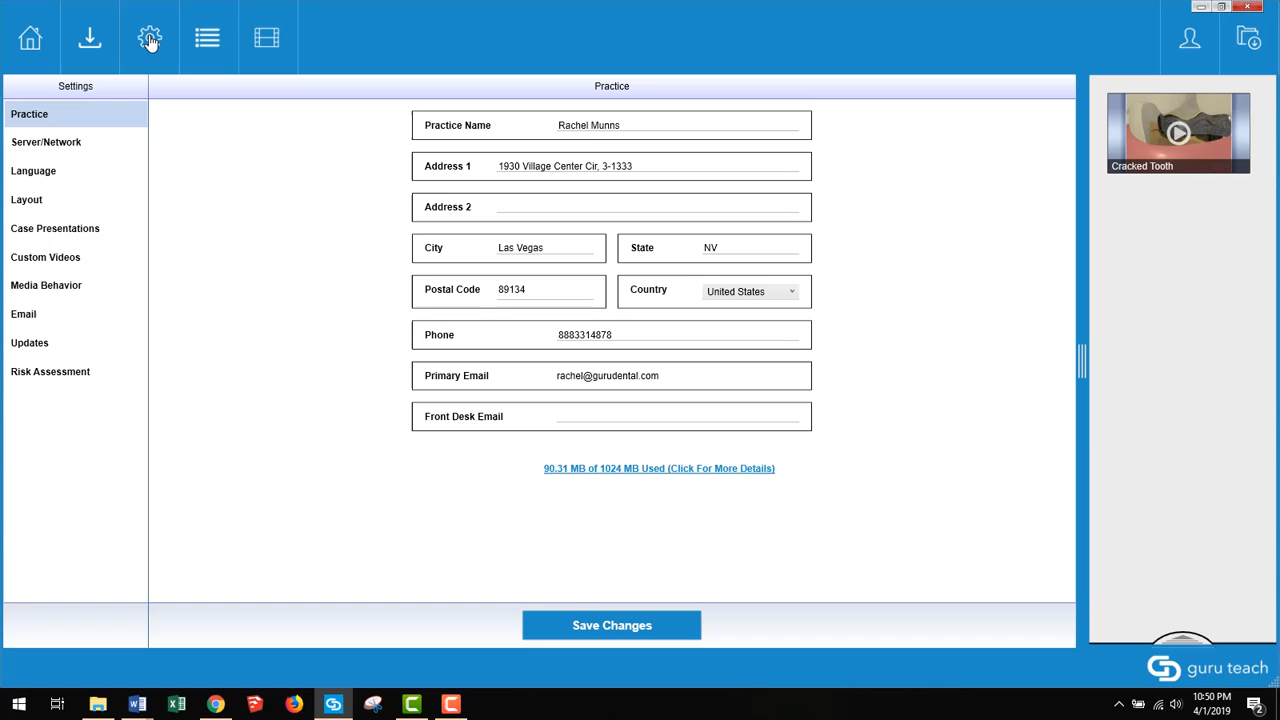 Settings
Practice
Practice
Server/Network
Language
Layout
Case Presentations
Custom Videos
Media Behavior
Email
Updates
Risk Assessment
Practice Name Rachel Munns
Address 1 1930 Village Center Cir, 3-1333
Address 2
City Las Vegas State NV
Postal Code 89134 Country United States
Phone 8883314878
Primary Email rachel@gurudental.com
Front Desk Email
90.31 MB of 1024 MB Used (Click For More Details)
Save Changes
Cracked Tooth
guru teach
10:50 PM
4/1/2019
2